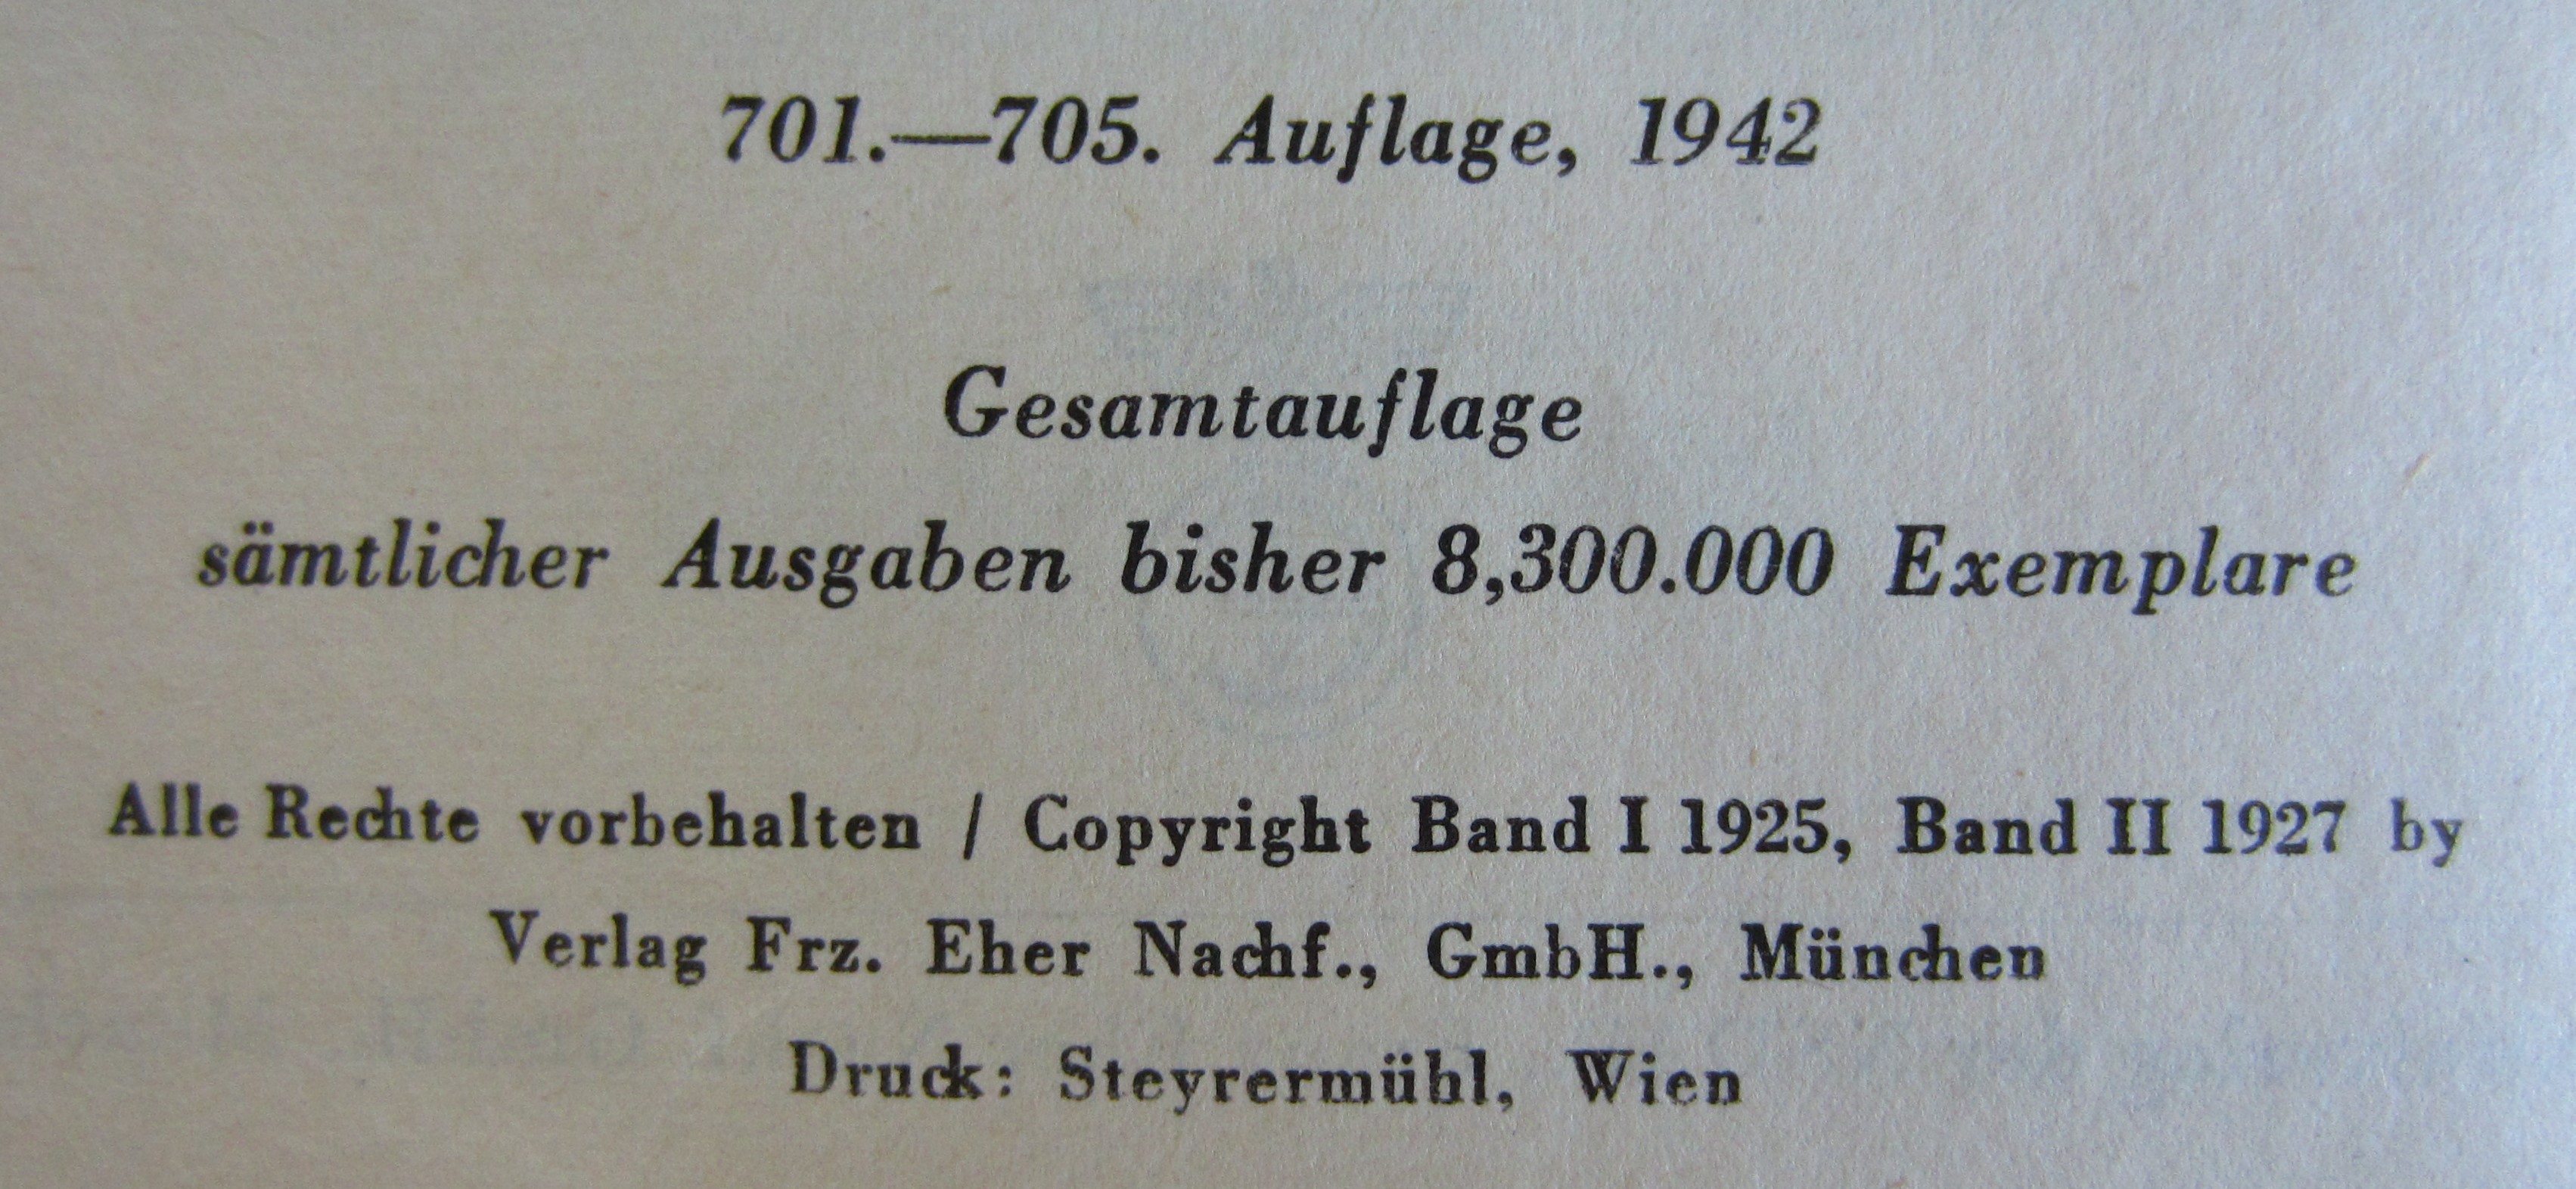 701.—705. Auflage, 1942
Gesamtauflage
sämtlicher Ausgaben bisher 8,300.000 Exemplare
Alle Rechte vorbehalten / Copyright Band I 1925, Band II 1927 by
Verlag Frz. Eher Nachf., GmbH., München
Druck: Steyrermühl, Wien